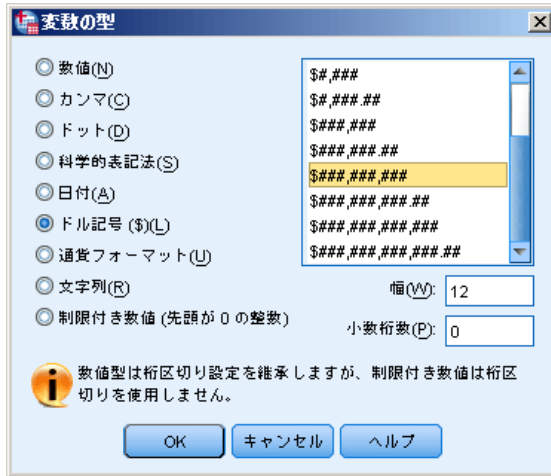 変数の型
数値(N)
カンマ(C)
ドット(D)
科学的表記法(S)
日付(A)
ドル記号 ($)(L)
通貨フォーマット(U)
文字列(R)
制限付き数値 (先頭が 0 の整数)
$#,###
$#,###.##
$###,###
$###,###.##
$###,###,###
$###,###,###.##
$###,###,###,###
$###,###,###,###.##
幅(W): 12
小数桁数(P): 0
数値型は桁区切り設定を継承しますが、制限付き数値は桁区
切りを使用しません。
OK キャンセル ヘルプ